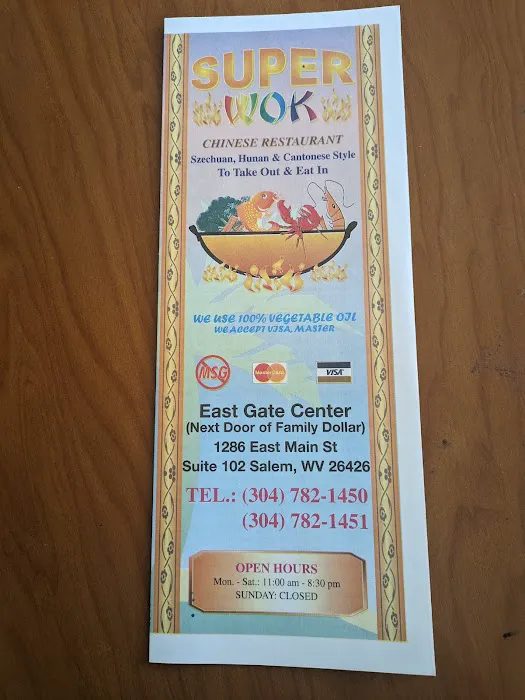 SUPER
WOK
CHINESE RESTAURANT
Szechuan, Hunan & Cantonese Style
To Take Out & Eat In
WE USE 100% VEGETABLE OIL
WE ACCEPT VISA, MASTER
MSG
MasterCard
VISA
East Gate Center
(Next Door of Family Dollar)
1286 East Main St
Suite 102 Salem, WV 26426
TEL.: (304) 782-1450
(304) 782-1451
OPEN HOURS
Mon. - Sat.: 11:00 am - 8:30 pm
SUNDAY: CLOSED